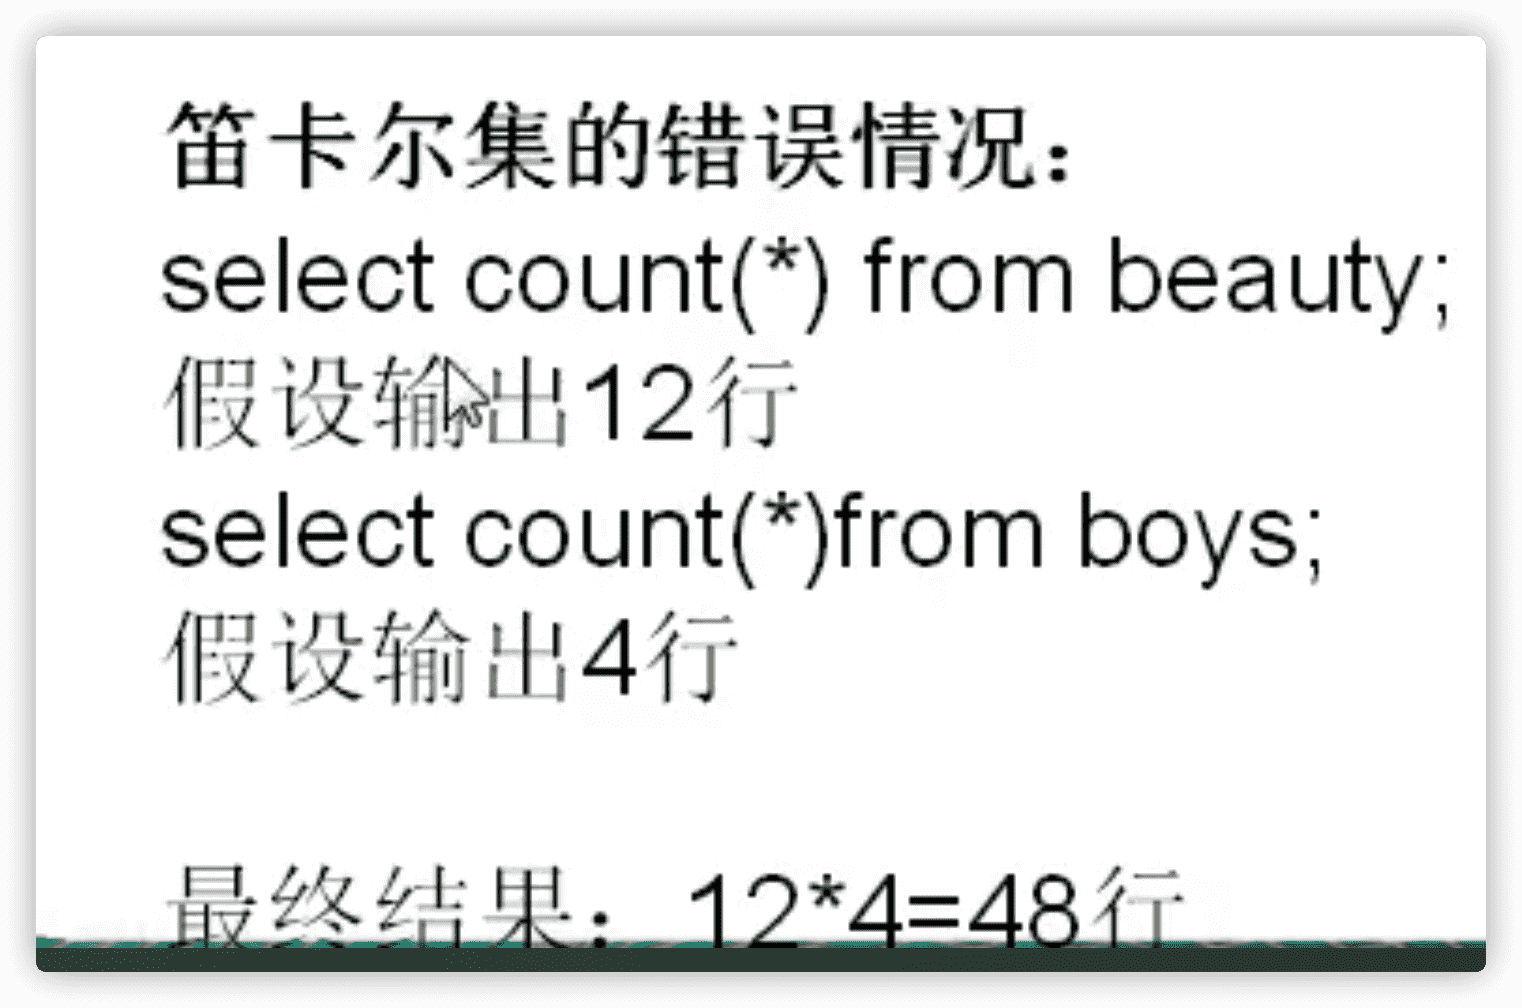 笛卡尔集的错误情况：
select count(*) from beauty;
假设输出12行
select count(*)from boys;
假设输出4行
最终结果：12*4=48行